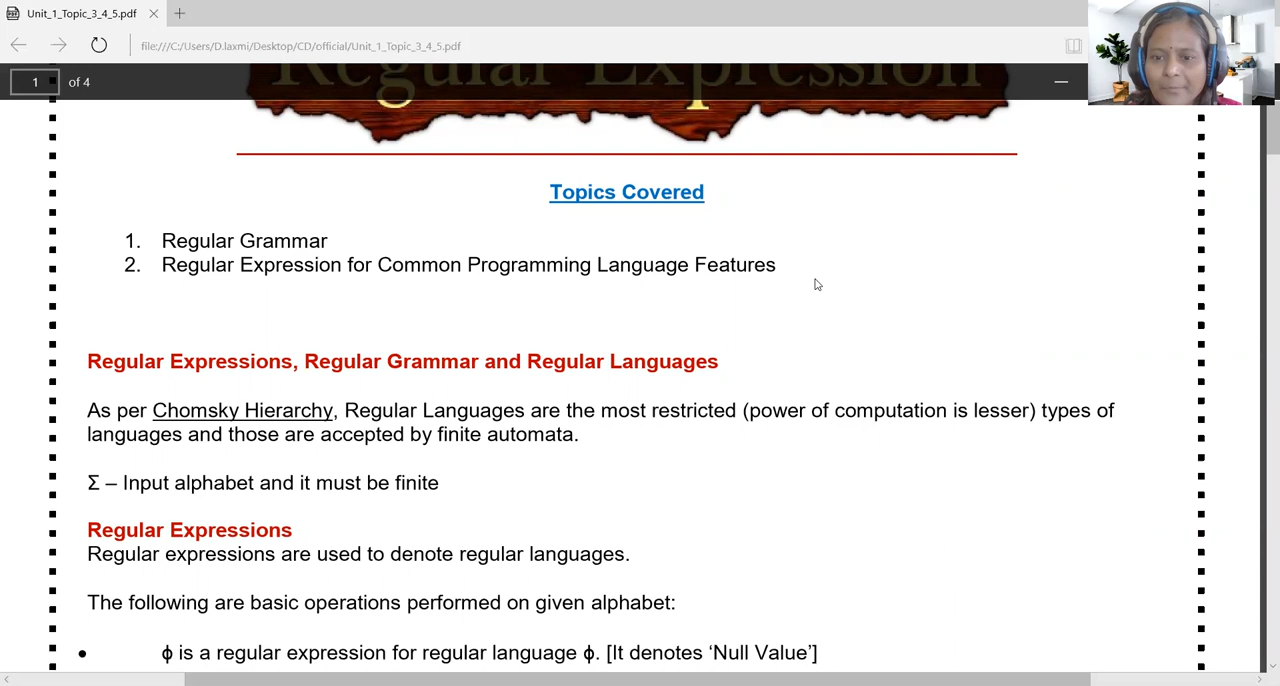 Unit_1_Topic_3_4_5.pdf
file:///C:/Users/D.laxmi/Desktop/CD/official/Unit_1_Topic_3_4_5.pdf
1 of 4
Regular Expression
Topics Covered
1. Regular Grammar
2. Regular Expression for Common Programming Language Features
Regular Expressions, Regular Grammar and Regular Languages
As per Chomsky Hierarchy, Regular Languages are the most restricted (power of computation is lesser) types of
languages and those are accepted by finite automata.
Σ – Input alphabet and it must be finite
Regular Expressions
Regular expressions are used to denote regular languages.
The following are basic operations performed on given alphabet:
• ϕ is a regular expression for regular language ϕ. [It denotes ‘Null Value’]